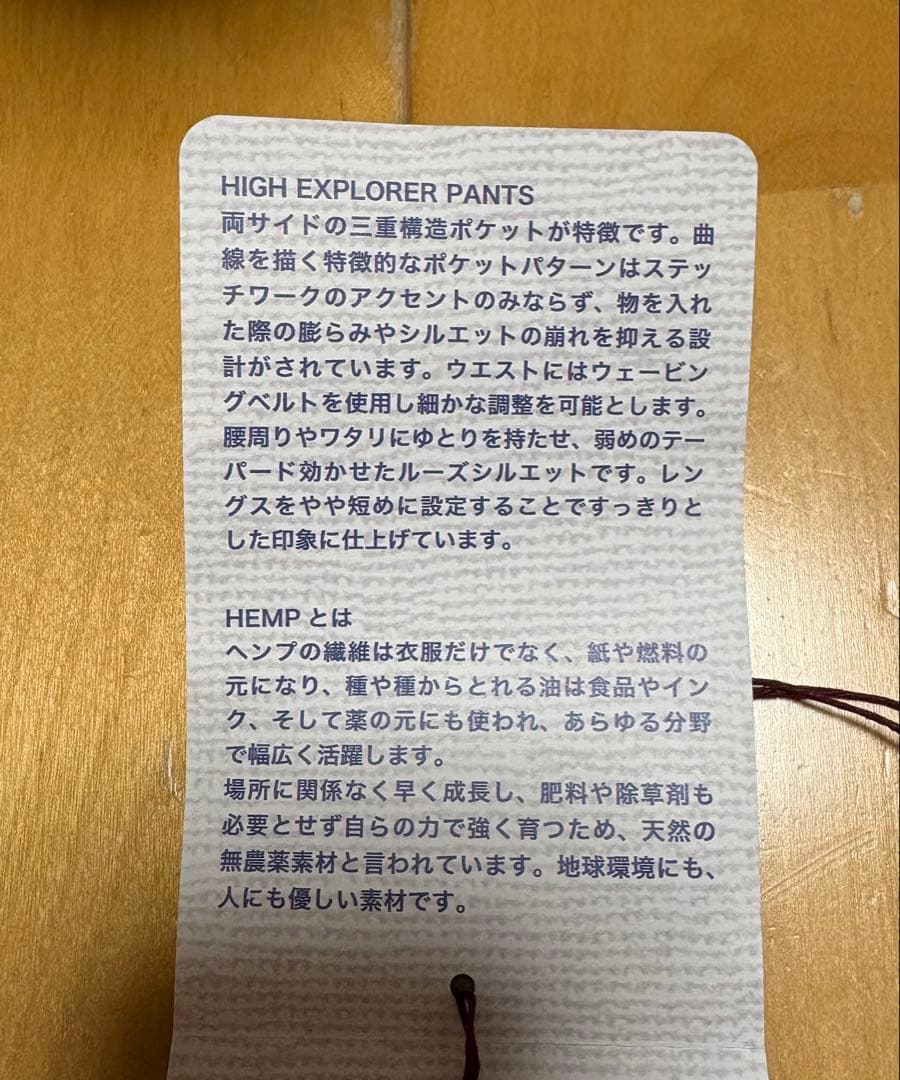 HIGH EXPLORER PANTS
両サイドの三重構造ポケットが特徴です。曲
線を描く特徴的なポケットパターンはステッ
チワークのアクセントのみならず、物を入れ
た際の膨らみやシルエットの崩れを抑える設
計がされています。ウエストにはウェービン
グベルトを使用し細かな調整を可能とします。
腰周りやワタリにゆとりを持たせ、弱めのテー
パード効かせたルーズシルエットです。レン
グスをやや短めに設定することですっきりと
した印象に仕上げています。
HEMPとは
ヘンプの繊維は衣服だけでなく、紙や燃料の
元になり、種や種からとれる油は食品やイン
ク、そして薬の元にも使われ、あらゆる分野
で幅広く活躍します。
場所に関係なく早く成長し、肥料や除草剤も
必要とせず自らの力で強く育つため、天然の
無農薬素材と言われています。地球環境にも、
人にも優しい素材です。